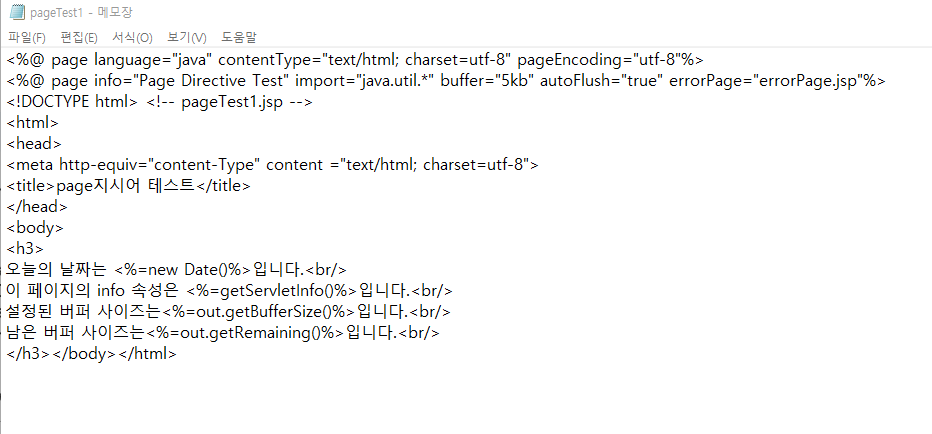 pageTest1 - 메모장
파일(F) 편집(E) 서식(O) 보기(V) 도움말
<%@ page language="java" contentType="text/html; charset=utf-8" pageEncoding="utf-8"%>
<%@ page info="Page Directive Test" import="java.util.*" buffer="5kb" autoFlush="true" errorPage="errorPage.jsp"%>
<!DOCTYPE html> <!-- pageTest1.jsp -->
<html>
<head>
<meta http-equiv="content-Type" content ="text/html; charset=utf-8">
<title>page지시어 테스트</title>
</head>
<body>
<h3>
오늘의 날짜는 <%=new Date()%>입니다.<br/>
이 페이지의 info 속성은 <%=getServletInfo()%>입니다.<br/>
설정된 버퍼 사이즈는<%=out.getBufferSize()%>입니다.<br/>
남은 버퍼 사이즈는<%=out.getRemaining()%>입니다.<br/>
</h3></body></html>